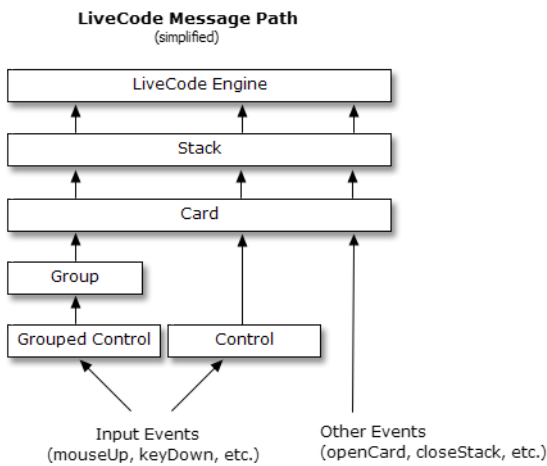 LiveCode Message Path
(simplified)
LiveCode Engine
Stack
Card
Group
Grouped Control
Control
Input Events
(mouseUp, keyDown, etc.)
Other Events
(openCard, closeStack, etc.)